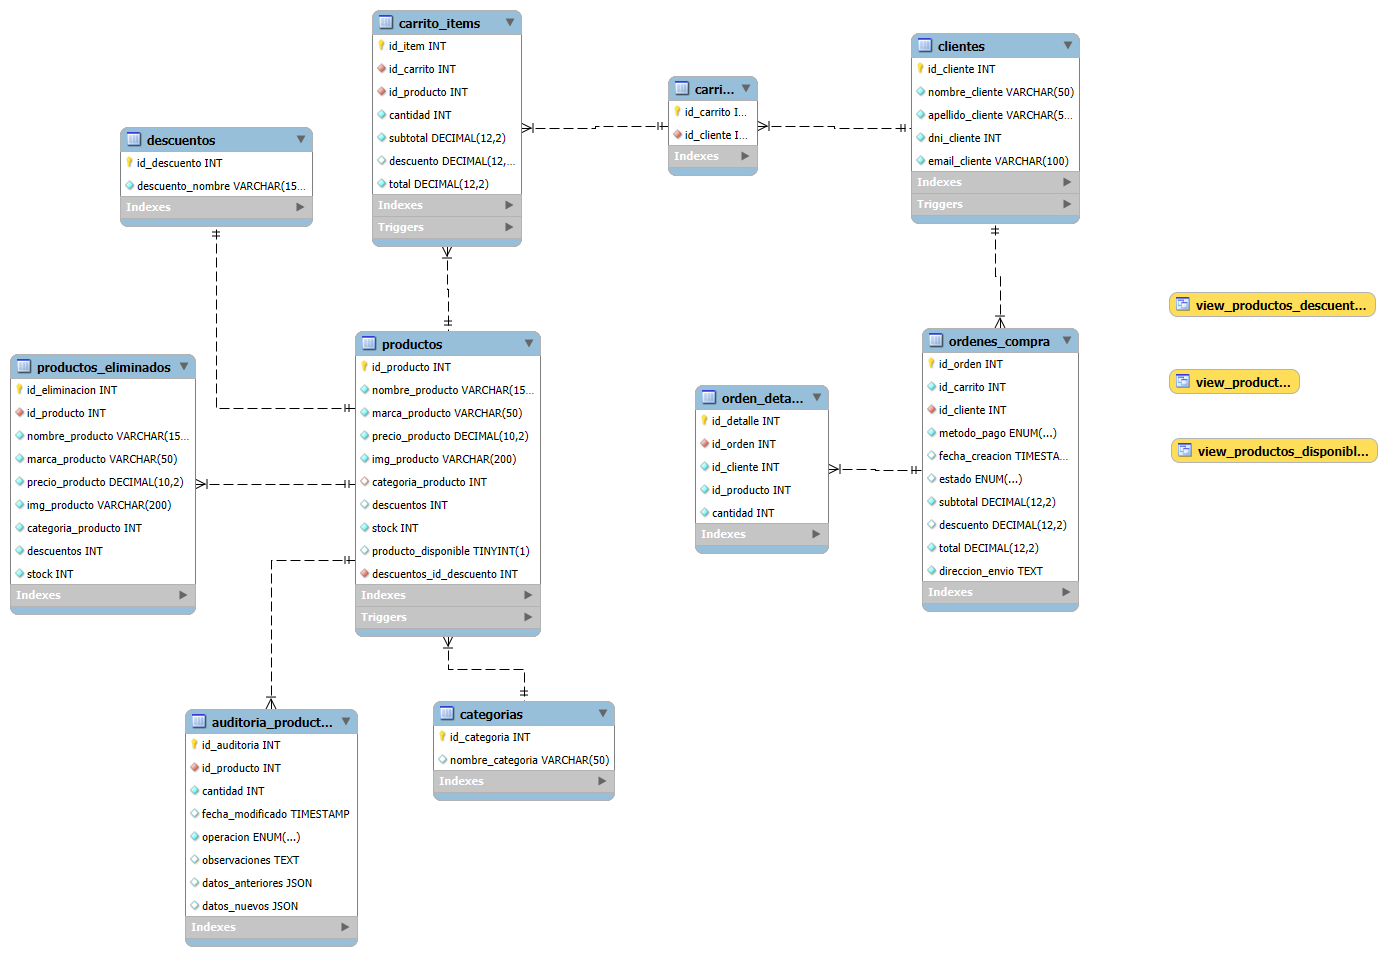 carrito_items
id_item INT
id_carrito INT
id_producto INT
cantidad INT
subtotal DECIMAL(12,2)
descuento DECIMAL(12,...
total DECIMAL(12,2)
Indexes
Triggers
carri...
id_carrito I...
id_cliente I...
Indexes
clientes
id_cliente INT
nombre_cliente VARCHAR(50)
apellido_cliente VARCHAR(5...
dni_cliente INT
email_cliente VARCHAR(100)
Indexes
Triggers
descuentos
id_descuento INT
descuento_nombre VARCHAR(15...
Indexes
productos_eliminados
id_eliminacion INT
id_producto INT
nombre_producto VARCHAR(15...
marca_producto VARCHAR(50)
precio_producto DECIMAL(10,2)
img_producto VARCHAR(200)
categoria_producto INT
descuentos INT
stock INT
Indexes
productos
id_producto INT
nombre_producto VARCHAR(15...
marca_producto VARCHAR(50)
precio_producto DECIMAL(10,2)
img_producto VARCHAR(200)
categoria_producto INT
descuentos INT
stock INT
producto_disponible TINYINT(1)
descuentos_id_descuento INT
Indexes
Triggers
orden_deta...
id_detalle INT
id_orden INT
id_cliente INT
id_producto INT
cantidad INT
Indexes
ordenes_compra
id_orden INT
id_carrito INT
id_cliente INT
metodo_pago ENUM(...)
fecha_creacion TIMESTA...
estado ENUM(...)
subtotal DECIMAL(12,2)
descuento DECIMAL(12,2)
total DECIMAL(12,2)
direccion_envio TEXT
Indexes
view_productos_descuent...
view_product...
view_productos_disponibl...
auditoria_product...
id_auditoria INT
id_producto INT
cantidad INT
fecha_modificado TIMESTAMP
operacion ENUM(...)
observaciones TEXT
datos_anteriores JSON
datos_nuevos JSON
Indexes
categorias
id_categoria INT
nombre_categoria VARCHAR(50)
Indexes